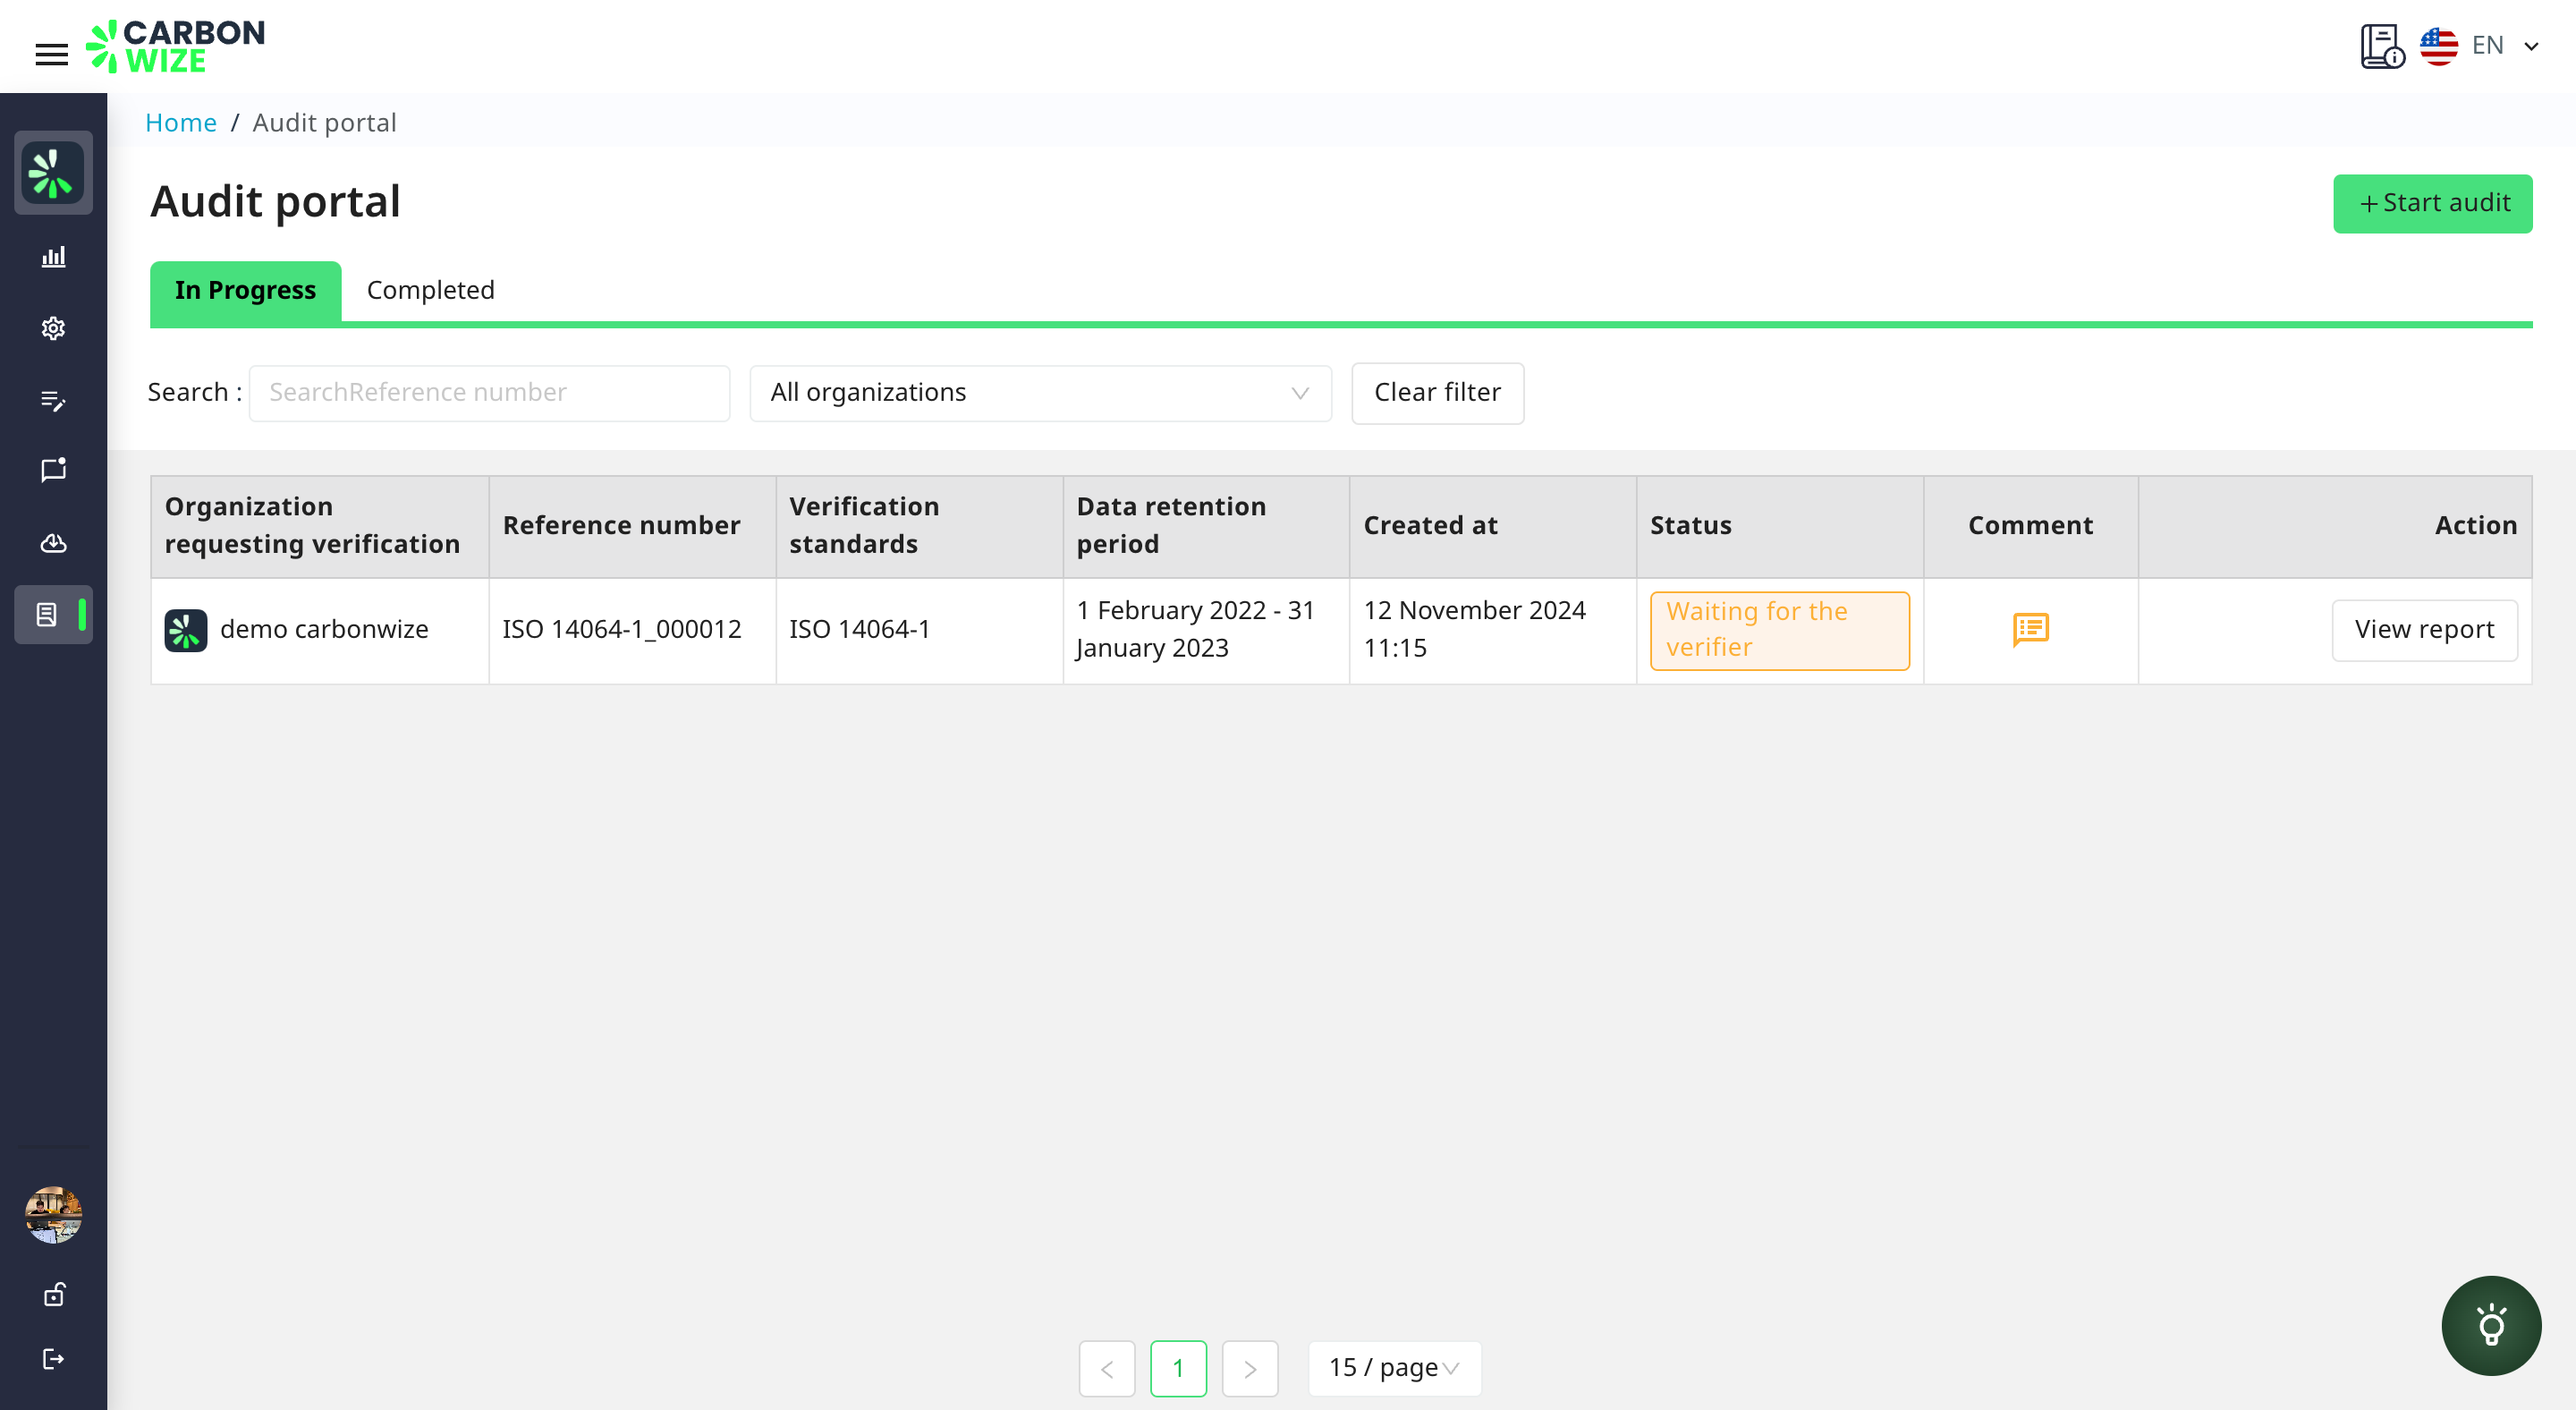 CARBON
WIZE
EN
Home / Audit portal
Audit portal
+ Start audit
In Progress
Completed
Search :
SearchReference number
All organizations
Clear filter
Organization
requesting verification
Reference number
Verification
standards
Data retention
period
Created at
Status
Comment
Action
demo carbonwize
ISO 14064-1_000012
ISO 14064-1
1 February 2022 - 31
January 2023
12 November 2024
11:15
Waiting for the
verifier
View report
< 1 >
15 / page